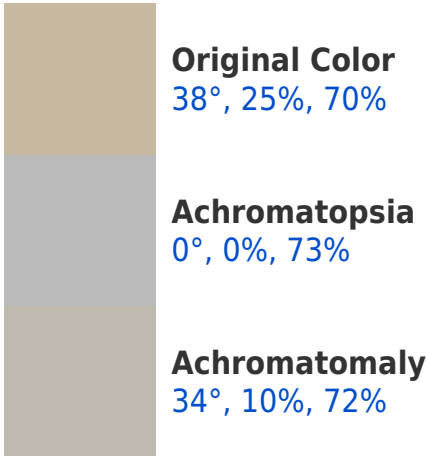 Original Color
38°, 25%, 70%
Achromatopsia
0°, 0%, 73%
Achromatomaly
34°, 10%, 72%